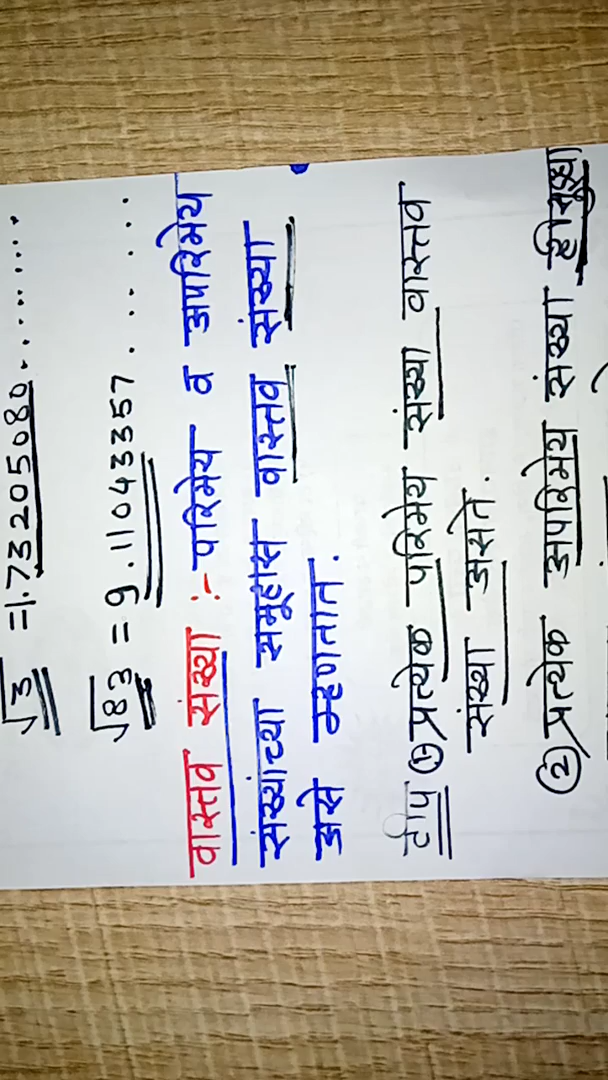 √3 = 1.73205080........
√83 = 9.110433357.......
वास्तव संख्या :- परिमेय व अपरिमेय
संख्यांच्या समूहास वास्तव संख्या
असे म्हणतात.
टीप ① प्रत्येक परिमेय संख्या वास्तव
संख्या असते.
② प्रत्येक अपरिमेय संख्या ही सुद्धा